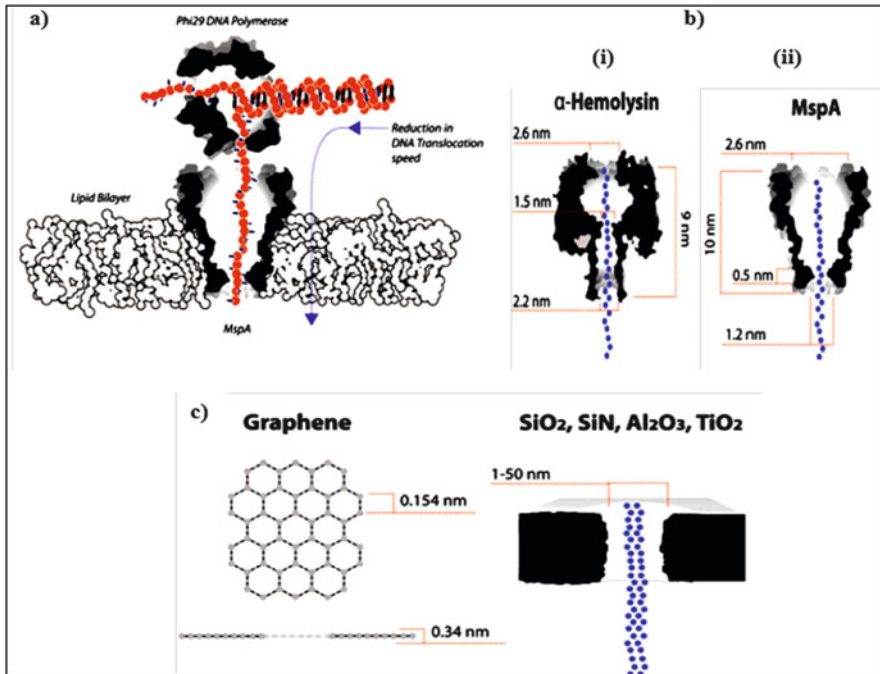 a)
Phi29 DNA Polymerase
Reduction in
DNA Translocation
speed
Lipid Bilayer
MspA
b)
(i)
α-Hemolysin
2.6 nm
1.5 nm
9 nm
2.2 nm
(ii)
MspA
2.6 nm
10 nm
0.5 nm
1.2 nm
c)
Graphene
0.154 nm
0.34 nm
SiO₂, SiN, Al₂O₃, TiO₂
1-50 nm